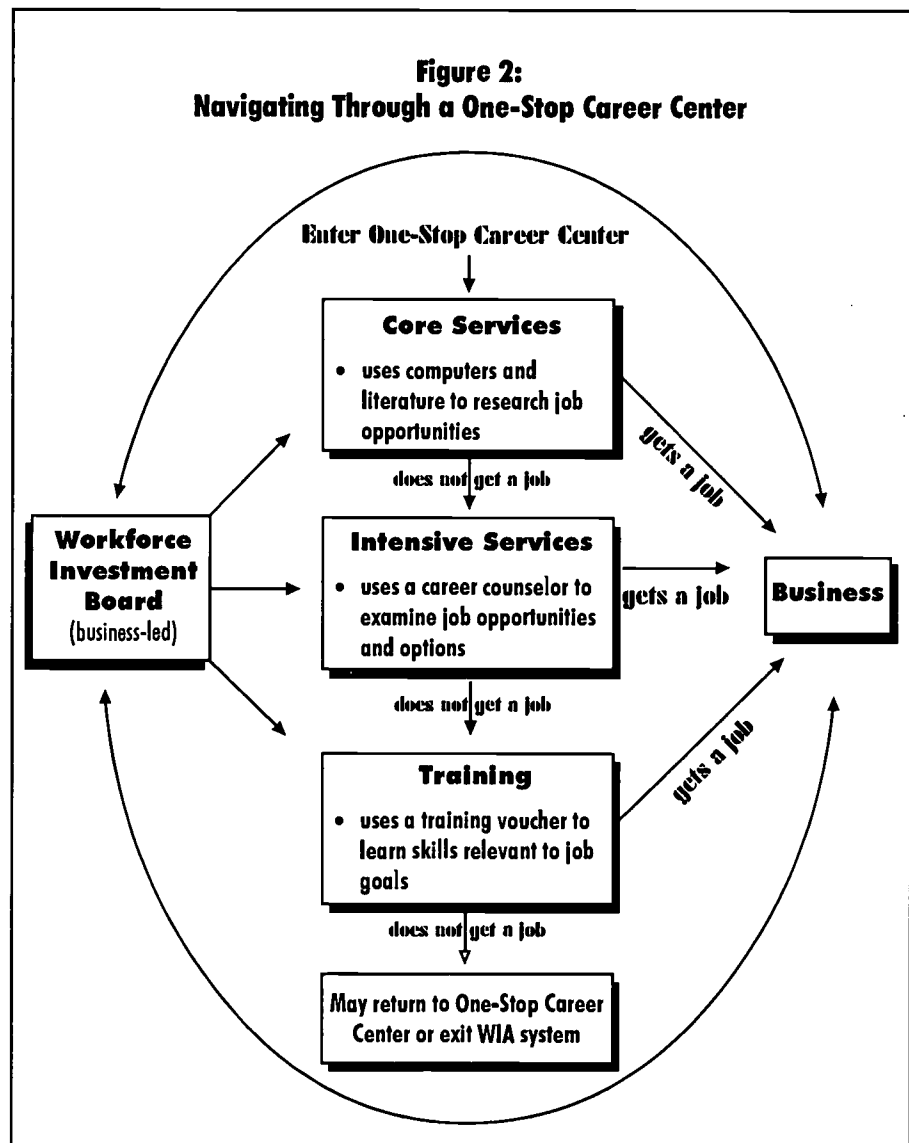 Figure 2:
Navigating Through a One-Stop Career Center
Enter One-Stop Career Center
Core Services
• uses computers and
literature to research job
opportunities
gets a job
does not get a job
Workforce
Investment
Board
(business-led)
Intensive Services
• uses a career counselor to
examine job opportunities
and options
gets a job
Business
does not get a job
Training
• uses a training voucher to
learn skills relevant to job
goals
gets a job
does not get a job
May return to One-Stop Career
Center or exit WIA system